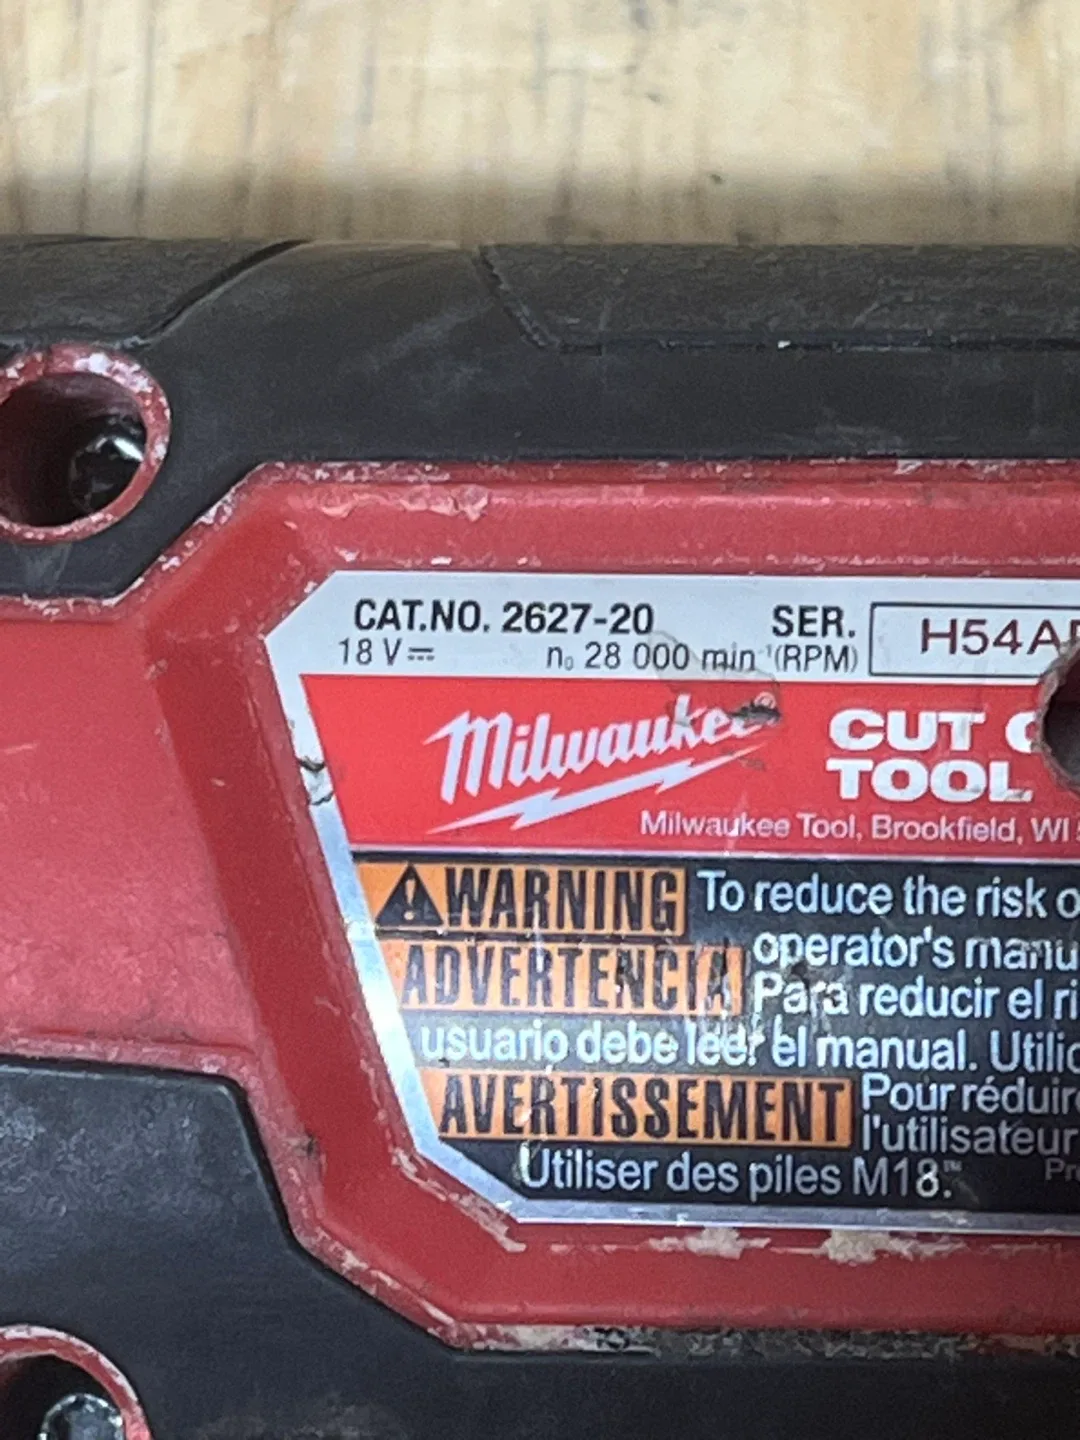 CAT.NO. 2627-20 SER. H54A
18 V⎓ n₀ 28 000 min⁻¹(RPM)
Milwaukee®
CUT
TOOL
Milwaukee Tool, Brookfield, WI
⚠WARNING To reduce the risk
operator's
ADVERTENCIA Para reducir el
usuario debe leer el manual.
AVERTISSEMENT Pour
l'utilisateur
Utiliser des piles M18.™